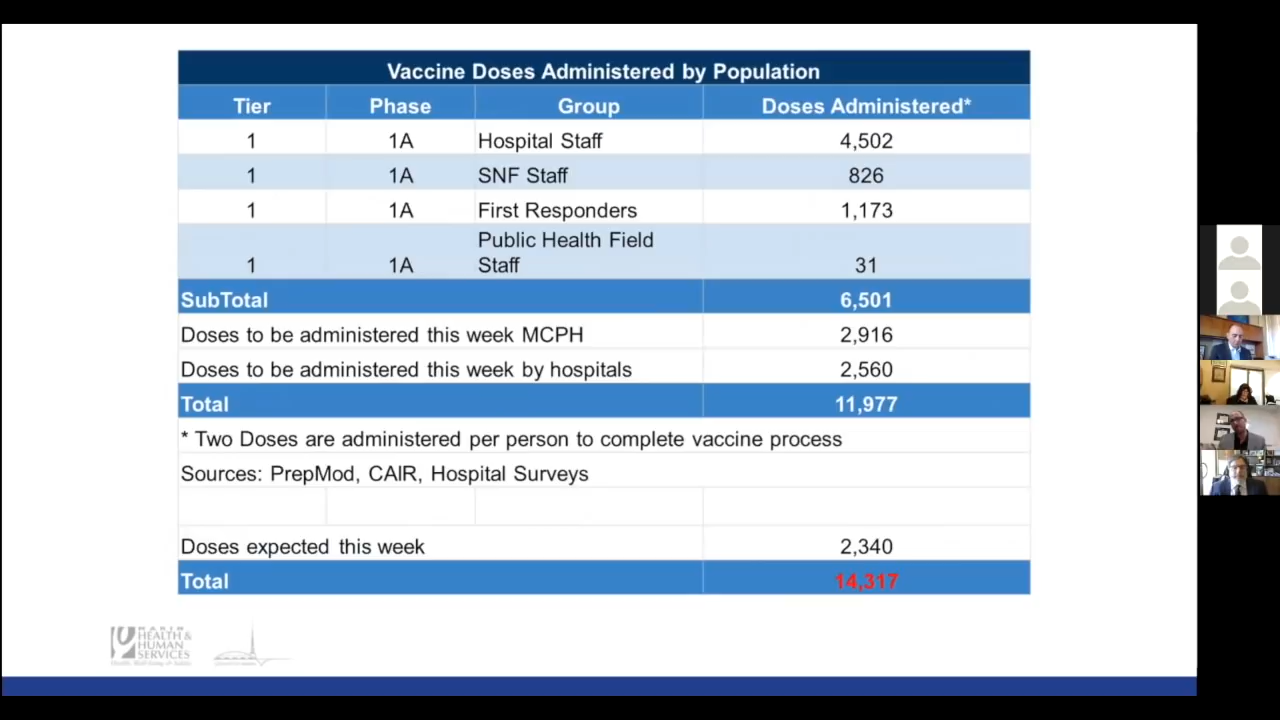 Vaccine Doses Administered by Population
Tier Phase Group Doses Administered*
1 1A Hospital Staff 4,502
1 1A SNF Staff 826
1 1A First Responders 1,173
1 1A Public Health Field
Staff 31
SubTotal 6,501
Doses to be administered this week MCPH 2,916
Doses to be administered this week by hospitals 2,560
Total 11,977
* Two Doses are administered per person to complete vaccine process
Sources: PrepMod, CAIR, Hospital Surveys
Doses expected this week 2,340
Total 14,317
HEALTH &
HUMAN
SERVICES